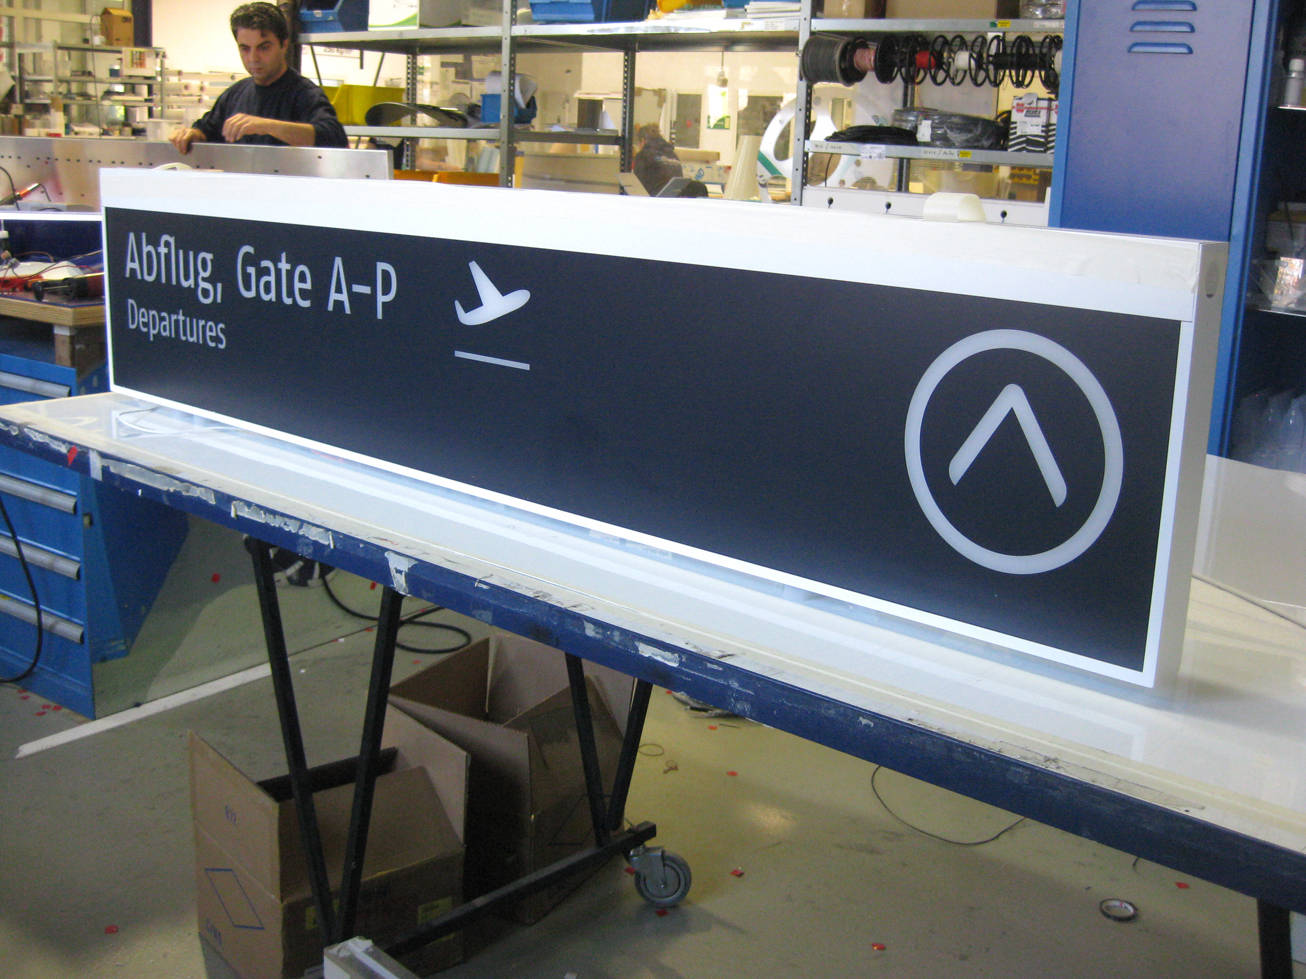 Abflug, Gate A–P
Departures